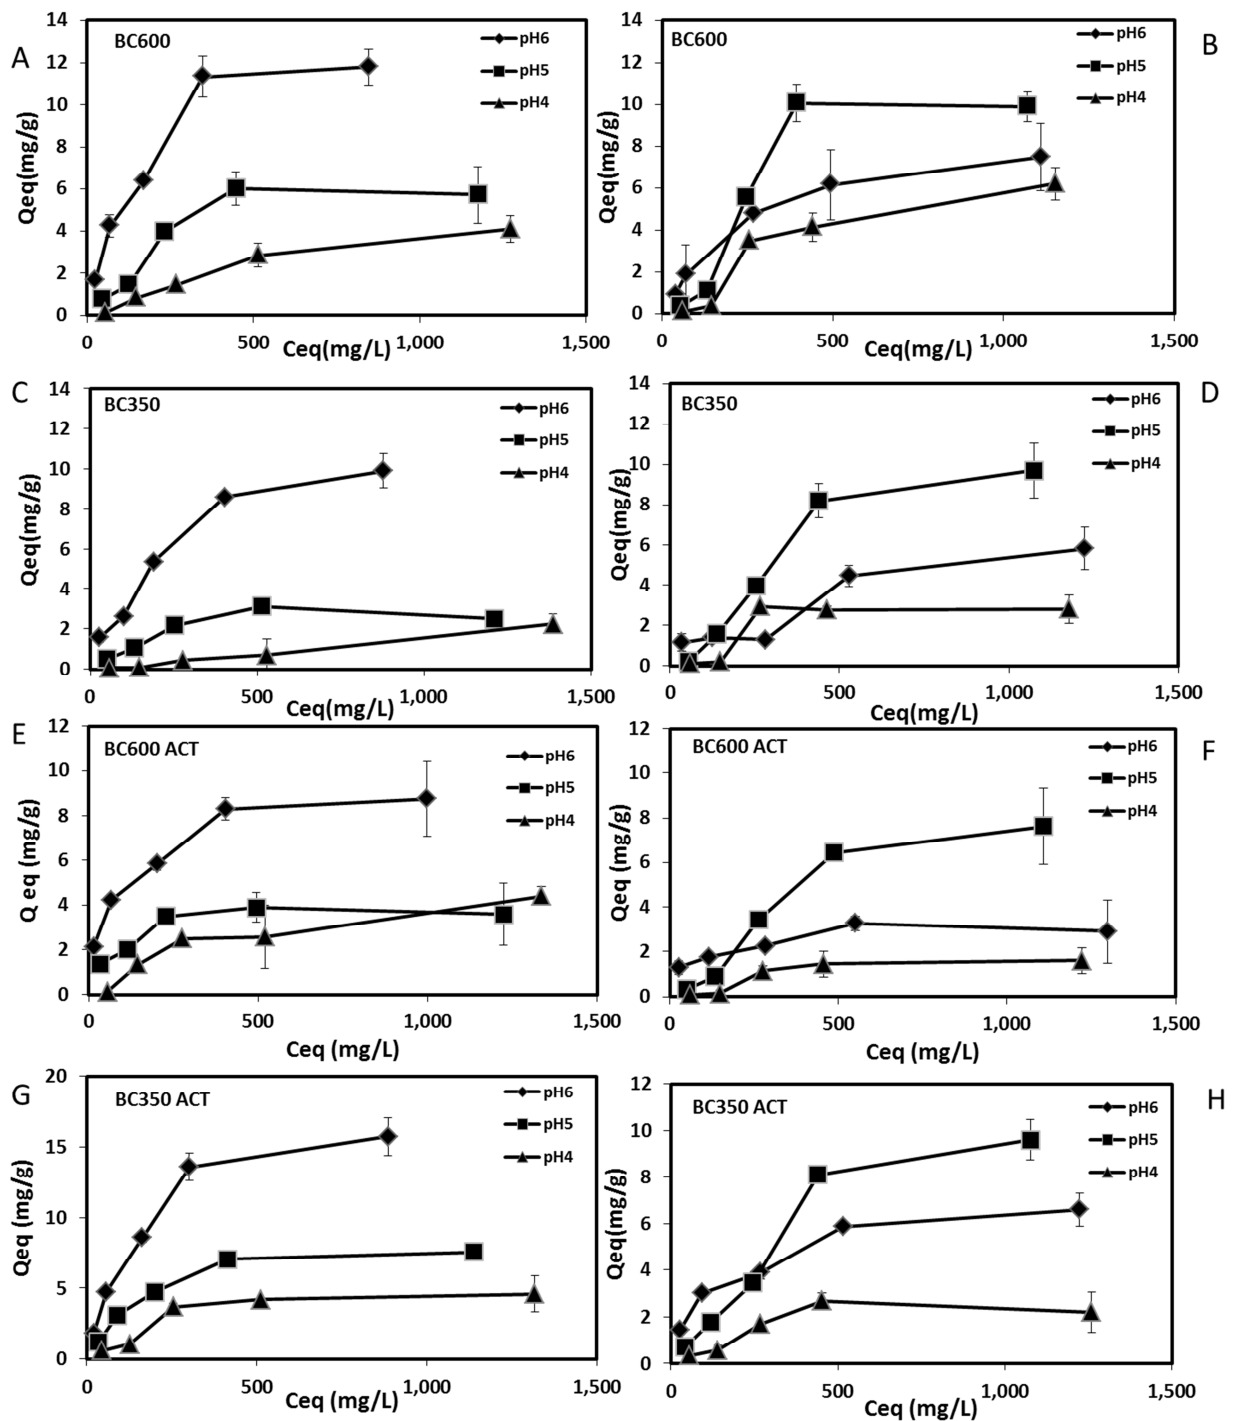 A
BC600
pH6
pH5
pH4
14
12
10
8
6
4
2
0
Qeq(mg/g)
0
500
1,000
1,500
Ceq(mg/L)
B
BC600
pH6
pH5
pH4
14
12
10
8
6
4
2
0
Qeq(mg/g)
0
500
1,000
1,500
Ceq(mg/L)
C
BC350
pH6
pH5
pH4
14
12
10
8
6
4
2
0
Qeq(mg/g)
0
500
1,000
1,500
Ceq(mg/L)
D
BC350
pH6
pH5
pH4
14
12
10
8
6
4
2
0
Qeq(mg/g)
0
500
1,000
1,500
Ceq(mg/L)
E
BC600 ACT
pH6
pH5
pH4
12
10
8
6
4
2
0
Q eq (mg/g)
0
500
1,000
1,500
Ceq (mg/L)
F
BC600 ACT
pH6
pH5
pH4
12
10
8
6
4
2
0
Qeq (mg/g)
0
500
1,000
1,500
Ceq (mg/L)
G
BC350 ACT
pH6
pH5
pH4
20
15
10
5
0
Qeq (mg/g)
0
500
1,000
1,500
Ceq (mg/L)
H
BC350 ACT
pH6
pH5
pH4
12
10
8
6
4
2
0
Qeq(mg/g)
0
500
1,000
1,500
Ceq (mg/L)